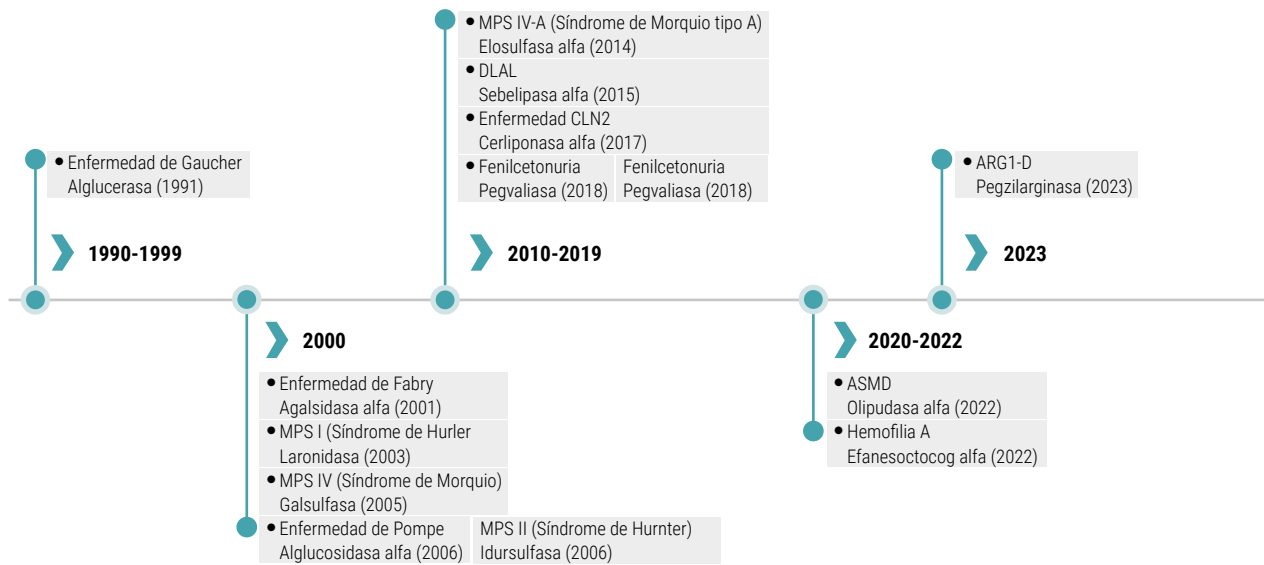 • MPS IV-A (Síndrome de Morquio tipo A)
Elosulfasa alfa (2014)
• DLAL
Sebelipasa alfa (2015)
• Enfermedad CLN2
Cerliponasa alfa (2017)
• Fenilcetonuria
Pegvaliasa (2018)
Fenilcetonuria
Pegvaliasa (2018)
• Enfermedad de Gaucher
Alglucerasa (1991)
• ARG1-D
Pegzilarginasa (2023)
1990-1999
2010-2019
2023
2000
2020-2022
• Enfermedad de Fabry
Agalsidasa alfa (2001)
• MPS I (Síndrome de Hurler
Laronidasa (2003)
• MPS IV (Síndrome de Morquio)
Galsulfasa (2005)
• Enfermedad de Pompe
Alglucosidasa alfa (2006)
MPS II (Síndrome de Hurnter)
Idursulfasa (2006)
• ASMD
Olipudasa alfa (2022)
• Hemofilia A
Efanesoctocog alfa (2022)